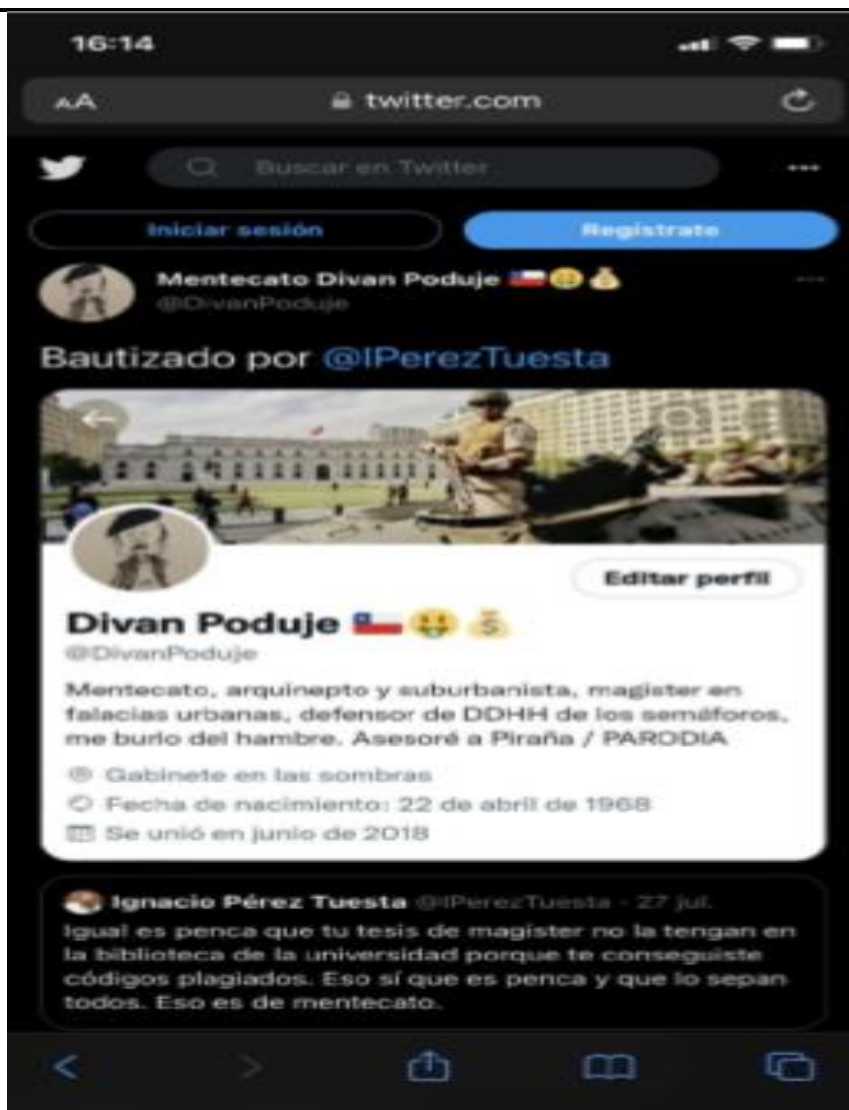 16:14
AA twitter.com
Buscar en Twitter
Iniciar sesión Regístrate
Mentecato Divan Poduje 🇨🇱🤑💰
@DivanPoduje
Bautizado por @IPerezTuesta
Editar perfil
Divan Poduje 🇨🇱🤑💰
@DivanPoduje
Mentecato, arquinepto y suburbanista, magister en
falacias urbanas, defensor de DDHH de los semáforos,
me burlo del hambre. Asesoré a Piraña / PARODIA
Gabinete en las sombras
Fecha de nacimiento: 22 de abril de 1968
Se unió en junio de 2018
Ignacio Pérez Tuesta @IPerezTuesta · 27 jul.
Igual es penca que tu tesis de magister no la tengan en
la biblioteca de la universidad porque te conseguiste
códigos plagiados. Eso sí que es penca y que lo sepan
todos. Eso es de mentecato.